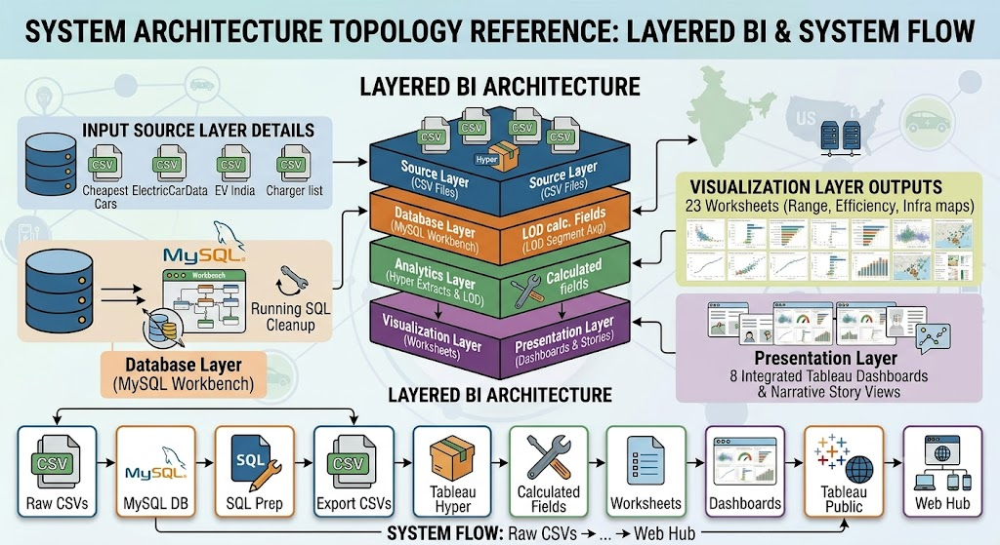 SYSTEM ARCHITECTURE TOPOLOGY REFERENCE: LAYERED BI & SYSTEM FLOW
LAYERED BI ARCHITECTURE
INPUT SOURCE LAYER DETAILS
CSV CSV CSV CSV
Cheapest Cars
ElectricCarData
EV India
Charger list
MySQL
Workbench
Running SQL
Cleanup
Database Layer
(MySQL Workbench)
CSV CSV CSV CSV
Hyper
Source Layer
(CSV Files)
Source Layer
(CSV Files)
Database Layer
(MySQL Workbench)
LOD calc. Fields
(LOD Segment Avg)
Analytics Layer
(Hyper Extracts & LOD)
Calculated
fields
Visualization Layer
(Worksheets)
Presentation Layer
(Dashboards & Stories)
LAYERED BI ARCHITECTURE
US
VISUALIZATION LAYER OUTPUTS
23 Worksheets (Range, Efficiency, Infra maps)
Presentation Layer
8 Integrated Tableau Dashboards
& Narrative Story Views
CSV
Raw CSVs
MySQL
MySQL DB
SQL
SQL Prep
CSV
Export CSVs
Tableau
Hyper
Calculated
Fields
Worksheets
Dashboards
Tableau
Public
Web Hub
SYSTEM FLOW: Raw CSVs → ... → Web Hub